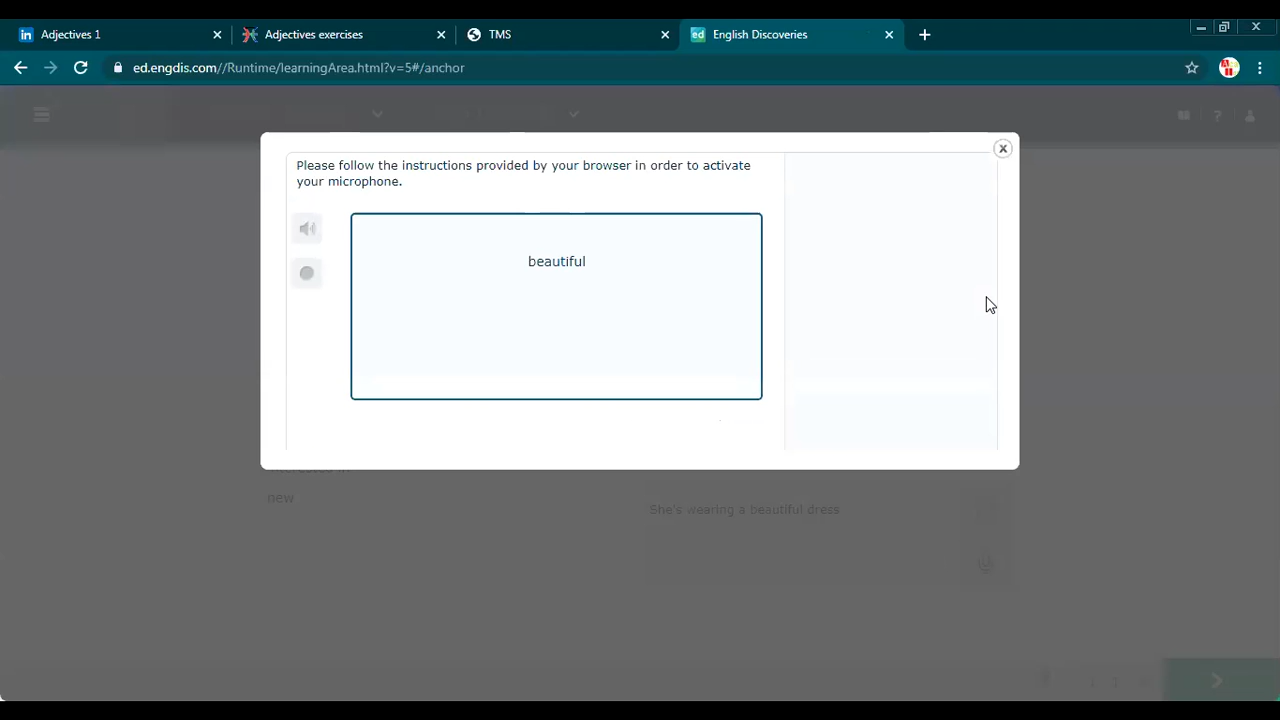 Adjectives 1
Adjectives exercises
TMS
ed
English Discoveries
ed.engdis.com//Runtime/learningArea.html?v=5#/anchor
Please follow the instructions provided by your browser in order to activate
your microphone.
beautiful
new
She's wearing a beautiful dress